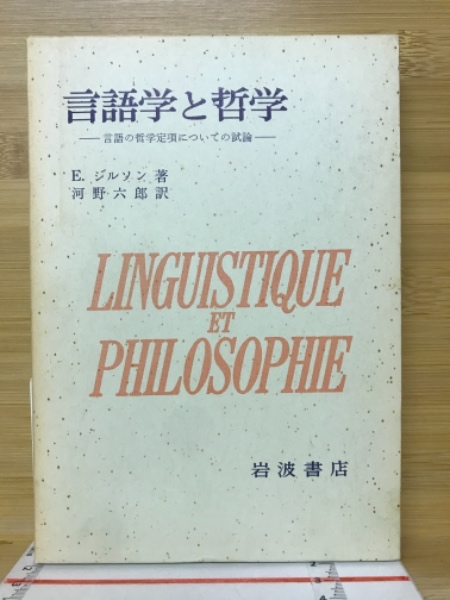 言語学と哲学
—言語の哲学定項についての試論—
E. ジルソン 著
河野六郎 訳
LINGUISTIQUE
ET
PHILOSOPHIE
岩波書店